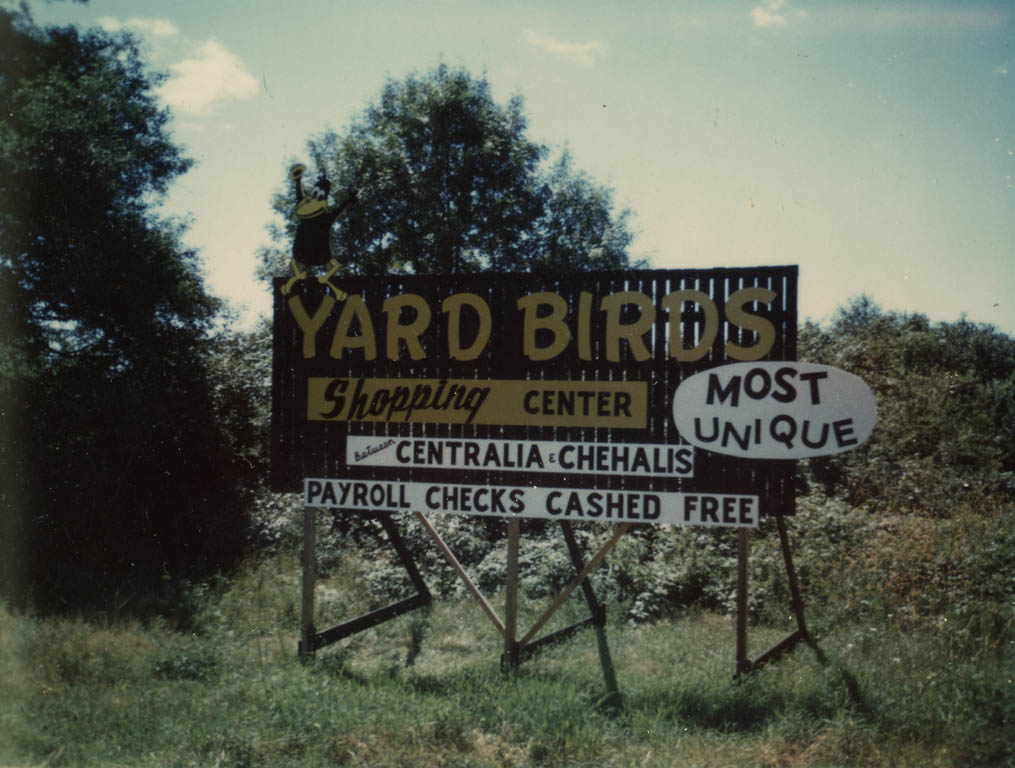 YARD BIRDS
Shopping CENTER
MOST
UNIQUE
Between CENTRALIA & CHEHALIS
PAYROLL CHECKS CASHED FREE